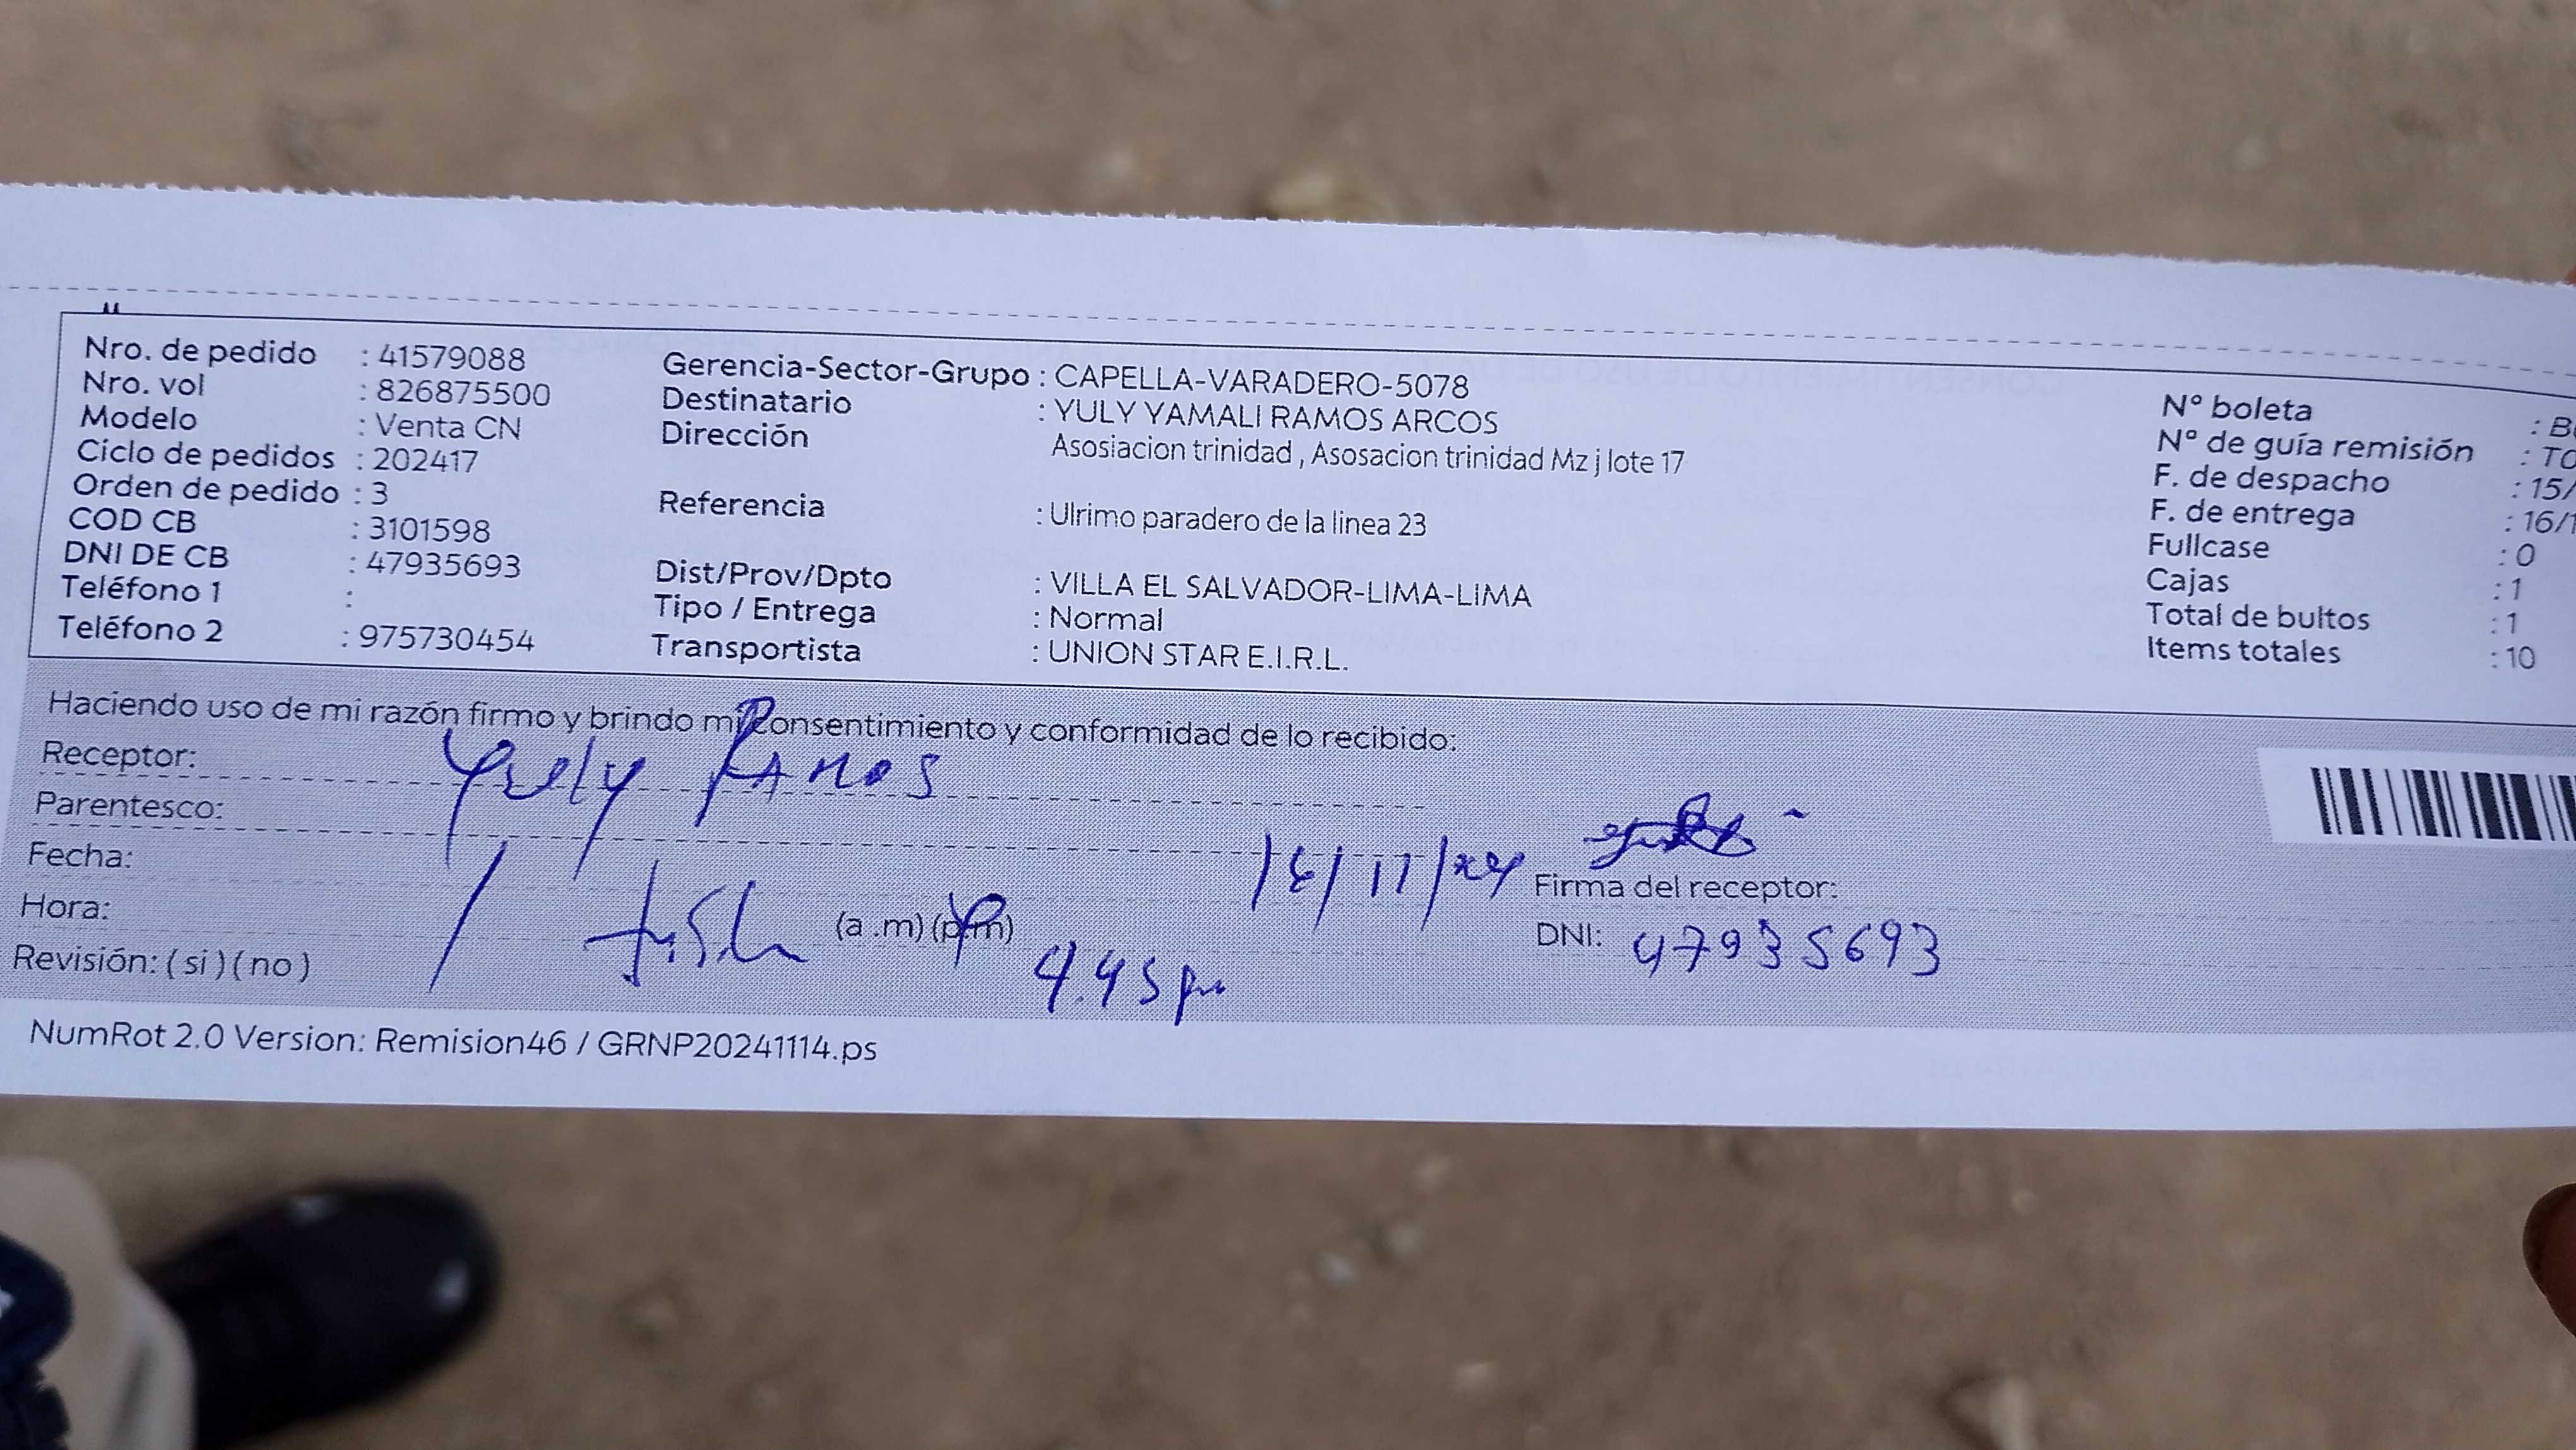 Nro. de pedido : 41579088
Nro. vol : 826875500
Modelo : Venta CN
Ciclo de pedidos : 202417
Orden de pedido : 3
COD CB : 3101598
DNI DE CB : 47935693
Teléfono 1 :
Teléfono 2 : 975730454
Gerencia-Sector-Grupo : CAPELLA-VARADERO-5078
Destinatario : YULY YAMALI RAMOS ARCOS
Dirección Asosiacion trinidad , Asosacion trinidad Mz j lote 17
Referencia : Ulrimo paradero de la linea 23
Dist/Prov/Dpto : VILLA EL SALVADOR-LIMA-LIMA
Tipo / Entrega : Normal
Transportista : UNION STAR E.I.R.L.
N° boleta : B
N° de guía remisión : T
F. de despacho : 15/
F. de entrega : 16/1
Fullcase : 0
Cajas : 1
Total de bultos : 1
Items totales : 10
Haciendo uso de mi razón firmo y brindo mi consentimiento y conformidad de lo recibido:
Receptor: Yuly RAMOS
Parentesco:
Fecha: 16/11/24
Hora: (a .m) (p.m) 4.45 pm
Revisión: ( si ) ( no )
Firma del receptor:
DNI: 47935693
NumRot 2.0 Version: Remision46 / GRNP20241114.ps